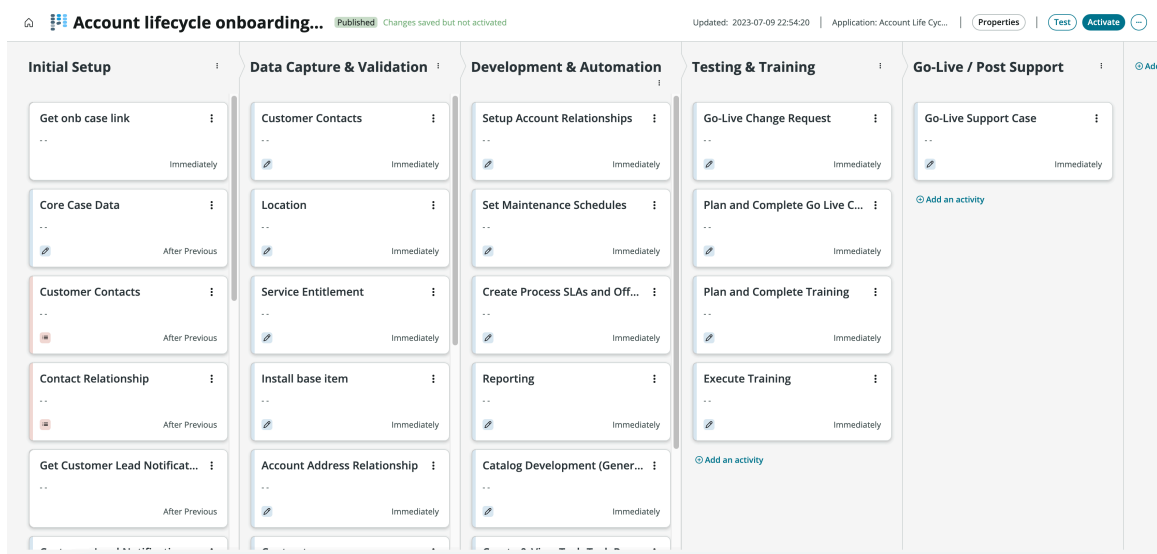 Account lifecycle onboarding...
Published
Changes saved but not activated
Updated: 2023-07-09 22:54:20
Application: Account Life Cyc...
Properties
Test
Activate
Initial Setup
Get onb case link
--
Immediately
Core Case Data
--
After Previous
Customer Contacts
--
After Previous
Contact Relationship
--
After Previous
Get Customer Lead Notificat...
--
After Previous
Data Capture & Validation
Customer Contacts
--
Immediately
Location
--
Immediately
Service Entitlement
--
Immediately
Install base item
--
Immediately
Account Address Relationship
--
Immediately
Development & Automation
Setup Account Relationships
--
Immediately
Set Maintenance Schedules
--
Immediately
Create Process SLAs and Off...
--
Immediately
Reporting
--
Immediately
Catalog Development (Gener...
--
Immediately
Testing & Training
Go-Live Change Request
--
Immediately
Plan and Complete Go Live C...
--
Immediately
Plan and Complete Training
--
Immediately
Execute Training
--
Immediately
Add an activity
Go-Live / Post Support
Go-Live Support Case
--
Immediately
Add an activity
Add